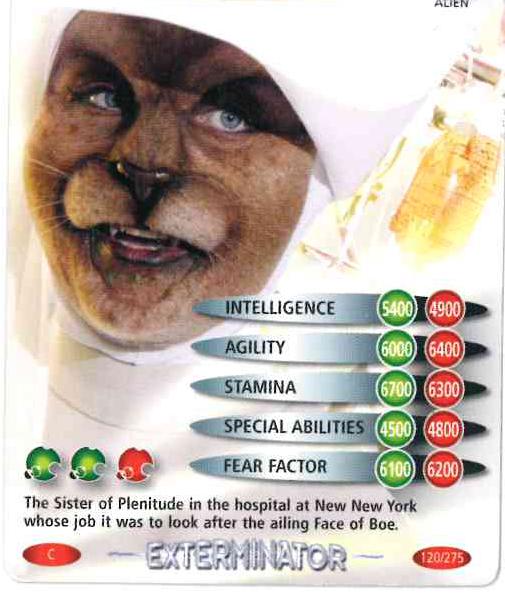 ALIEN
INTELLIGENCE 5400 4900
AGILITY 6000 6400
STAMINA 6700 6300
SPECIAL ABILITIES 4500 4800
FEAR FACTOR 6100 6200
The Sister of Plenitude in the hospital at New New York
whose job it was to look after the ailing Face of Boe.
C EXTERMINATOR 120/275